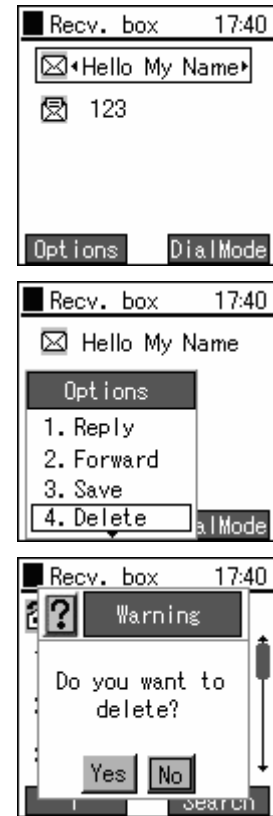 Recv. box 17:40
Hello My Name
123
Options DialMode
Recv. box 17:40
Hello My Name
Options
1. Reply
2. Forward
3. Save
4. Delete
alMode
Recv. box 17:40
? Warning
Do you want to
delete?
Yes No
Search